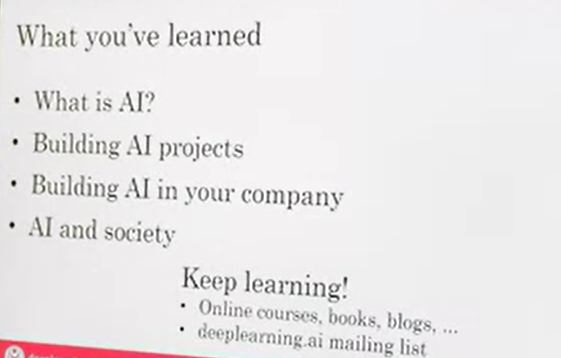 What you've learned
• What is AI?
• Building AI projects
• Building AI in your company
• AI and society
Keep learning!
• Online courses, books, blogs, ...
• deeplearning.ai mailing list